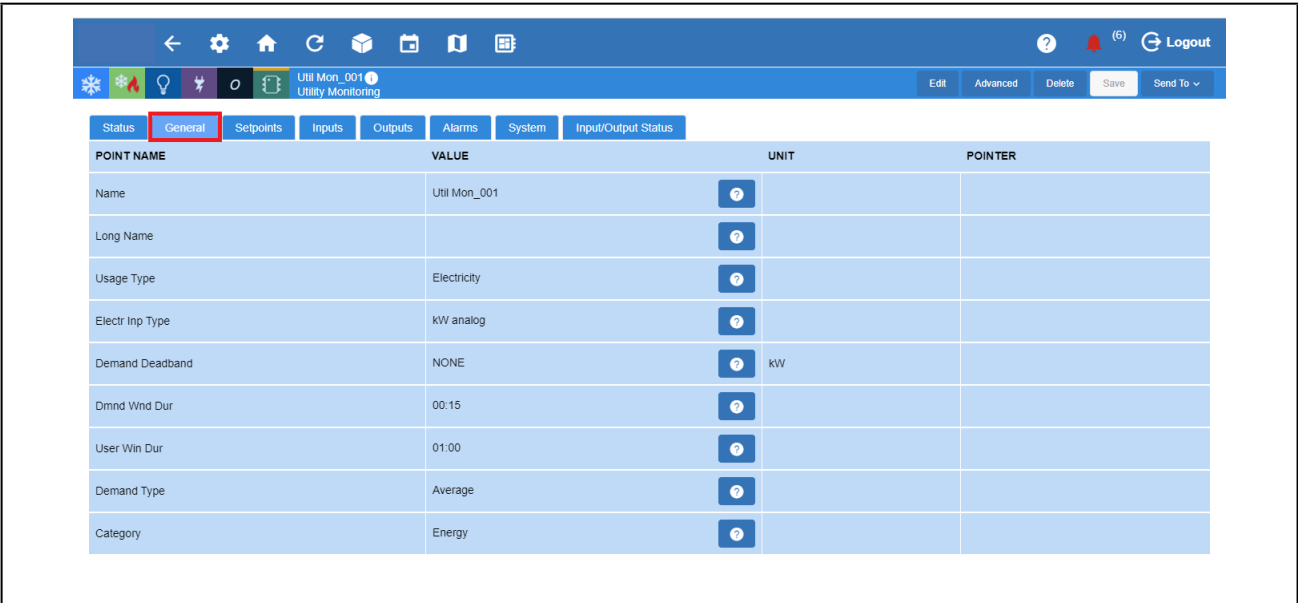 (6) Logout
o
Util Mon_001
Utility Monitoring
Edit Advanced Delete Save Send To
Status General Setpoints Inputs Outputs Alarms System Input/Output Status
POINT NAME VALUE UNIT POINTER
Name Util Mon_001
Long Name
Usage Type Electricity
Electr Inp Type kW analog
Demand Deadband NONE kW
Dmnd Wnd Dur 00:15
User Win Dur 01:00
Demand Type Average
Category Energy